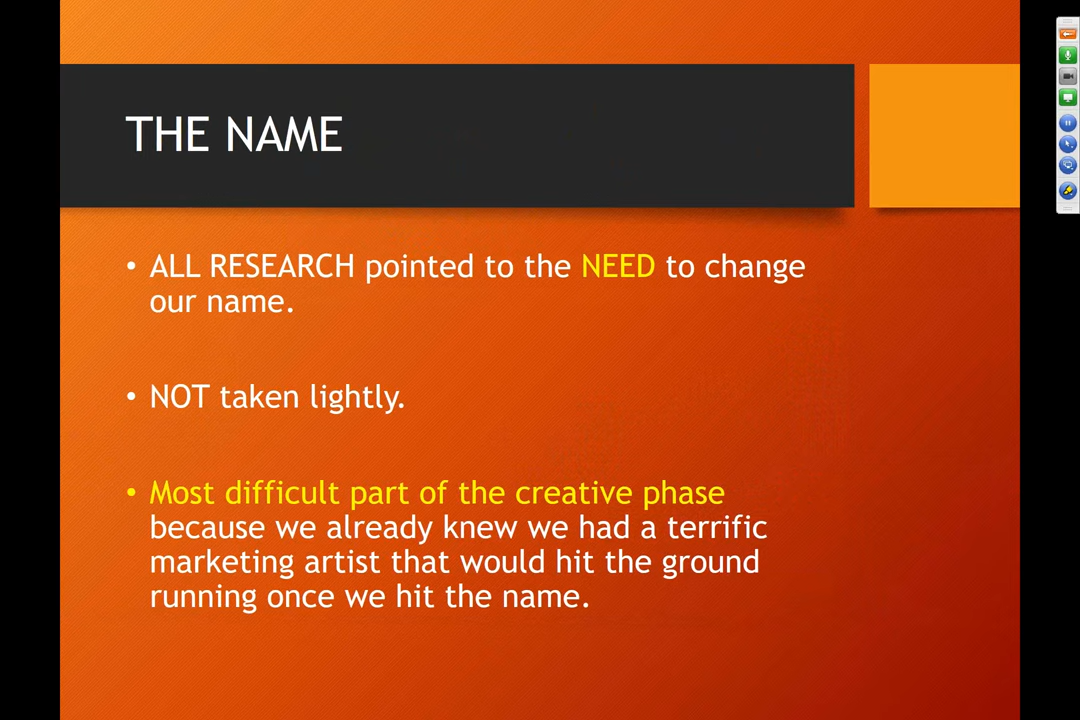 THE NAME
• ALL RESEARCH pointed to the NEED to change
our name.
• NOT taken lightly.
• Most difficult part of the creative phase
because we already knew we had a terrific
marketing artist that would hit the ground
running once we hit the name.